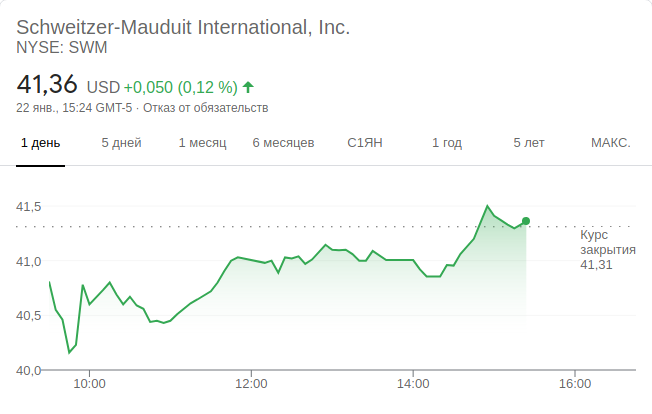 Schweitzer-Mauduit International, Inc.
NYSE: SWM
41,36 USD +0,050 (0,12 %)
22 янв., 15:24 GMT-5 · Отказ от обязательств
1 день 5 дней 1 месяц 6 месяцев С1ЯН 1 год 5 лет МАКС.
41,5
Курс
закрытия
41,31
41,0
40,5
40,0
10:00 12:00 14:00 16:00